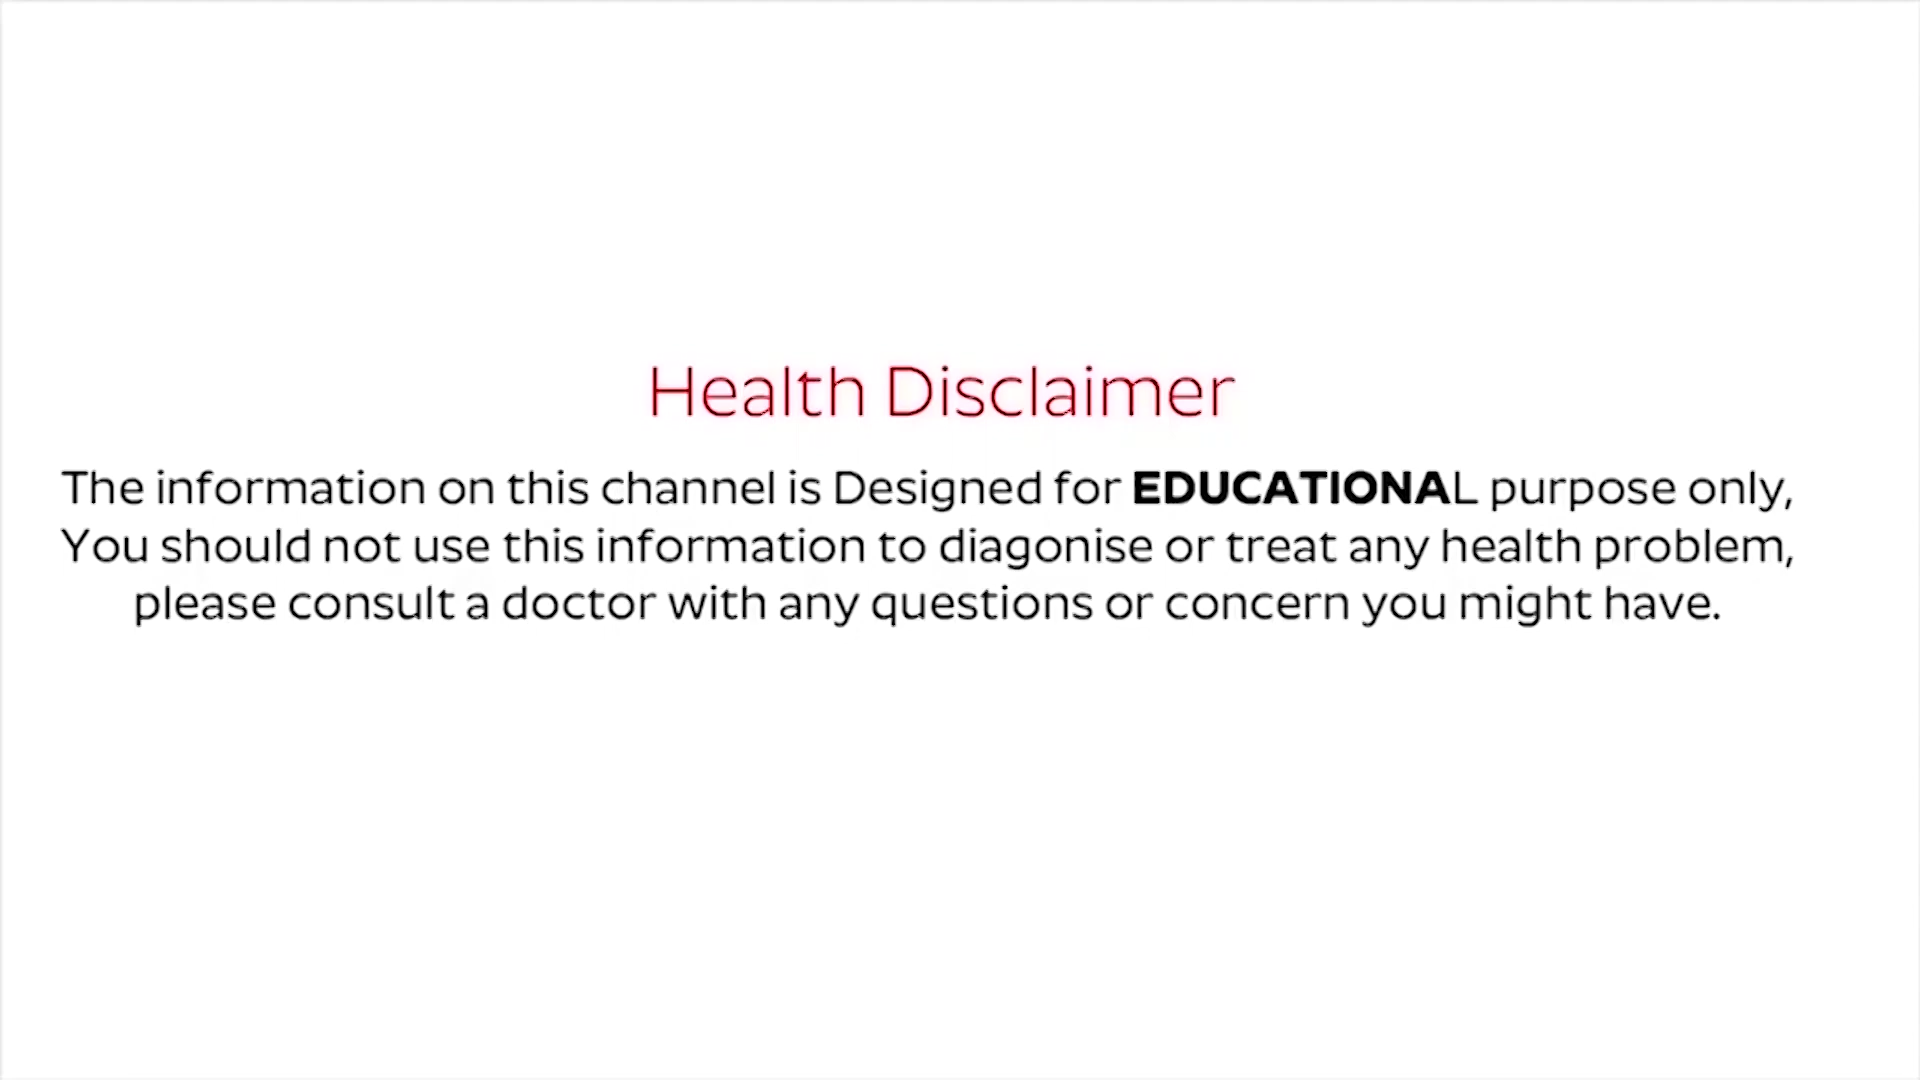 Health Disclaimer
The information on this channel is Designed for EDUCATIONAL purpose only,
You should not use this information to diagonise or treat any health problem,
please consult a doctor with any questions or concern you might have.